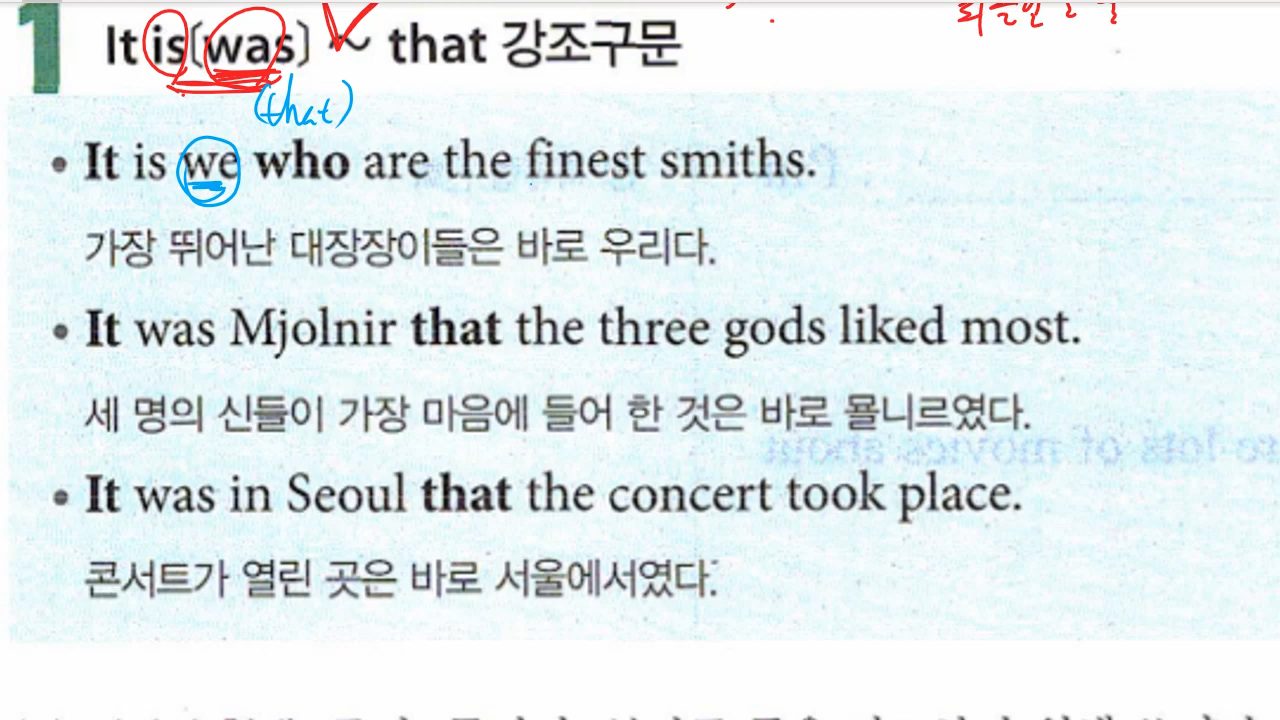 1 It is[was] ~ that 강조구문
(that)
• It is we who are the finest smiths.
가장 뛰어난 대장장이들은 바로 우리다.
• It was Mjolnir that the three gods liked most.
세 명의 신들이 가장 마음에 들어 한 것은 바로 묠니르였다.
• It was in Seoul that the concert took place.
콘서트가 열린 곳은 바로 서울에서였다.